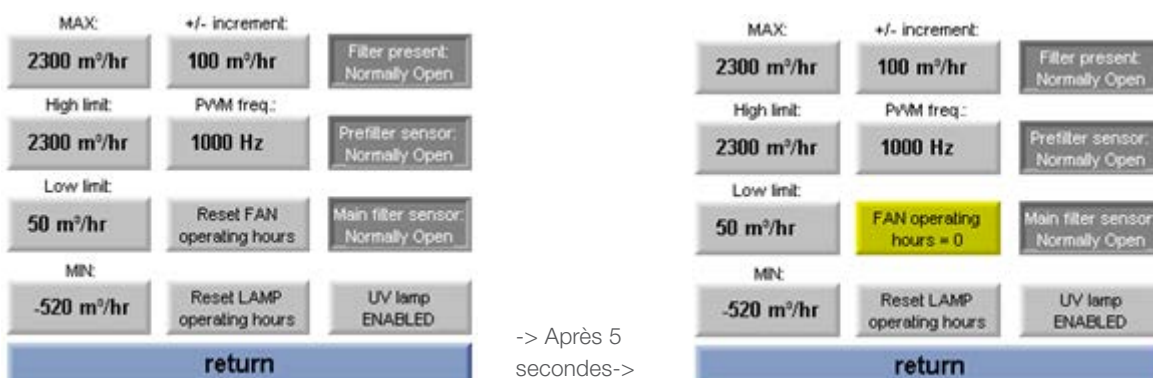 MAX: +/- increment:
2300 m³/hr 100 m³/hr Filter present: Normally Open
High limit: PWM freq.:
2300 m³/hr 1000 Hz Prefilter sensor: Normally Open
Low limit:
50 m³/hr Reset FAN operating hours Main filter sensor: Normally Open
MIN:
-520 m³/hr Reset LAMP operating hours UV lamp ENABLED
return
-> Après 5
secondes->
MAX: +/- increment:
2300 m³/hr 100 m³/hr Filter present: Normally Open
High limit: PWM freq.:
2300 m³/hr 1000 Hz Prefilter sensor: Normally Open
Low limit:
50 m³/hr FAN operating hours = 0 Main filter sensor: Normally Open
MIN:
-520 m³/hr Reset LAMP operating hours UV lamp ENABLED
return